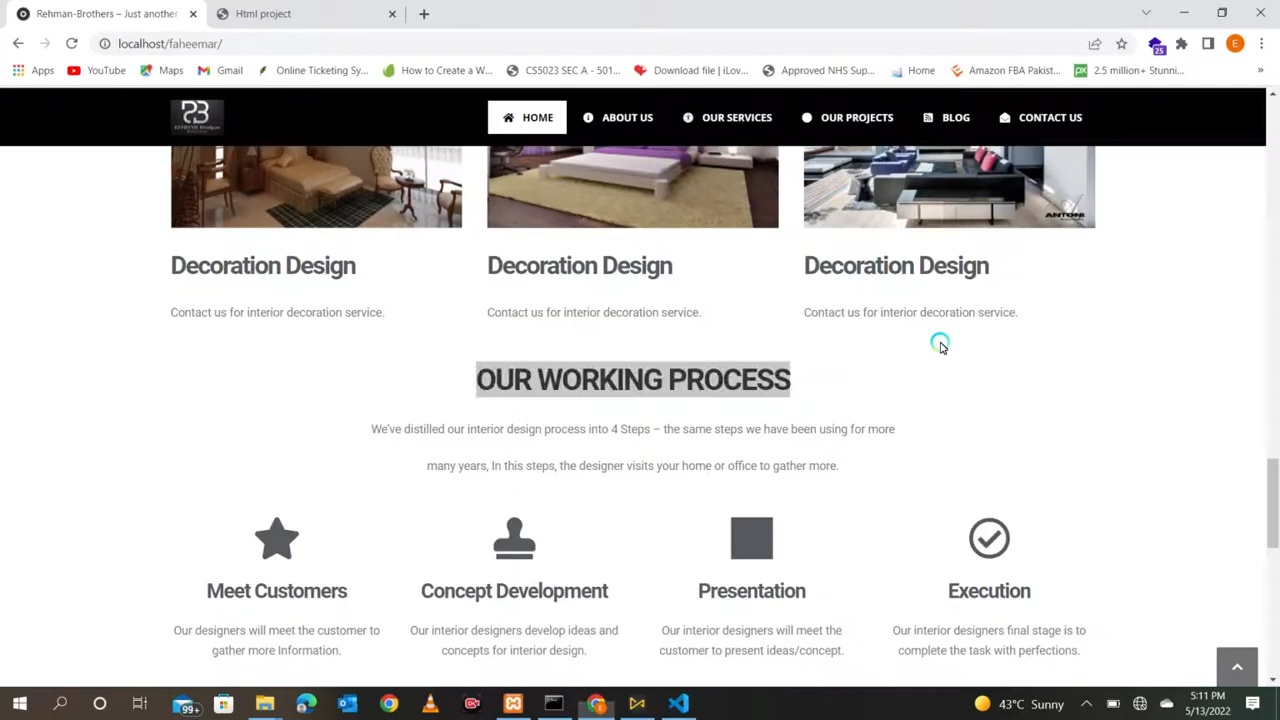 Rehman-Brothers – Just another
Html project
localhost/faheemar/
25
E
Apps
YouTube
Maps
Gmail
Online Ticketing Sy...
How to Create a W...
CS5023 SEC A - 501...
Download file | iLov...
Approved NHS Sup...
Home
Amazon FBA Pakist...
px
2.5 million+ Stunni...
»
HOME
ABOUT US
OUR SERVICES
OUR PROJECTS
BLOG
CONTACT US
ANTONI
Decoration Design
Decoration Design
Decoration Design
Contact us for interior decoration service.
Contact us for interior decoration service.
Contact us for interior decoration service.
OUR WORKING PROCESS
We've distilled our interior design process into 4 Steps – the same steps we have been using for more
many years, In this steps, the designer visits your home or office to gather more.
Meet Customers
Concept Development
Presentation
Execution
Our designers will meet the customer to
gather more Information.
Our interior designers develop ideas and
concepts for interior design.
Our interior designers will meet the
customer to present ideas/concept.
Our interior designers final stage is to
complete the task with perfections.
99+
43°C Sunny
5:11 PM
5/13/2022